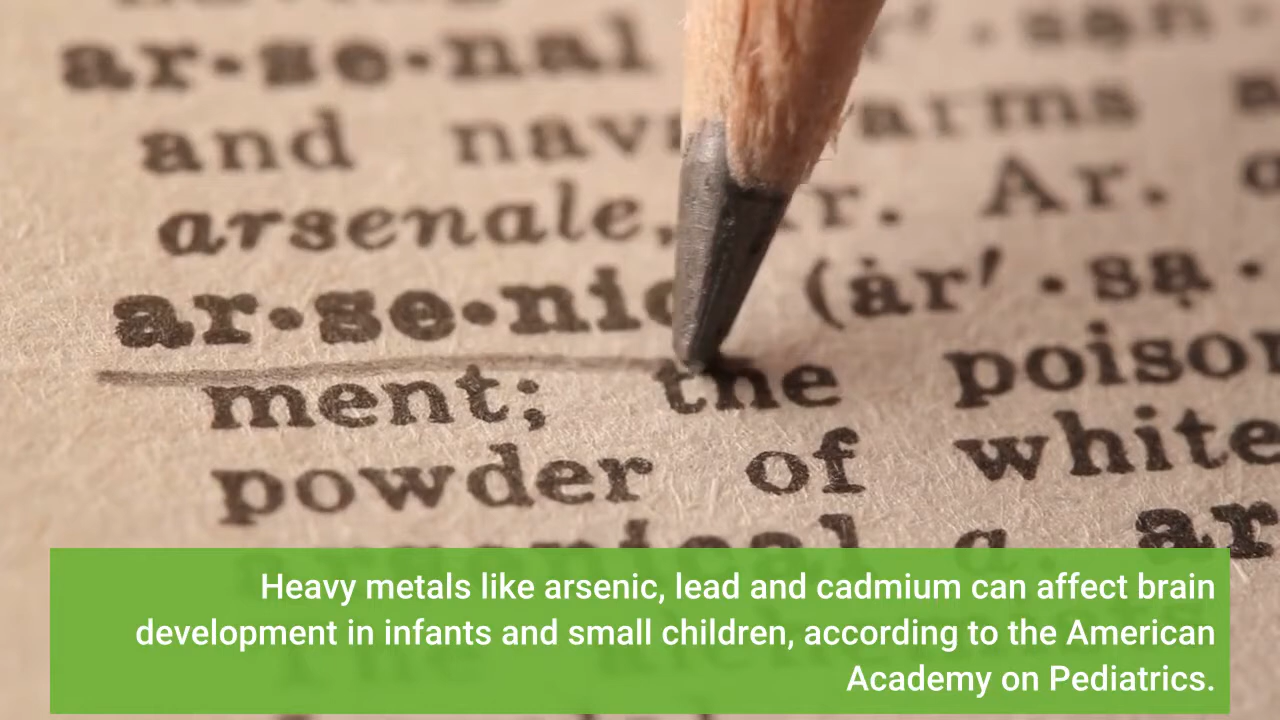 ar•se•nal
and arms
arsenale, Ar.
ar•se•nic (är′•sạ•
ment; the poison
powder of white
Heavy metals like arsenic, lead and cadmium can affect brain
development in infants and small children, according to the American
Academy on Pediatrics.